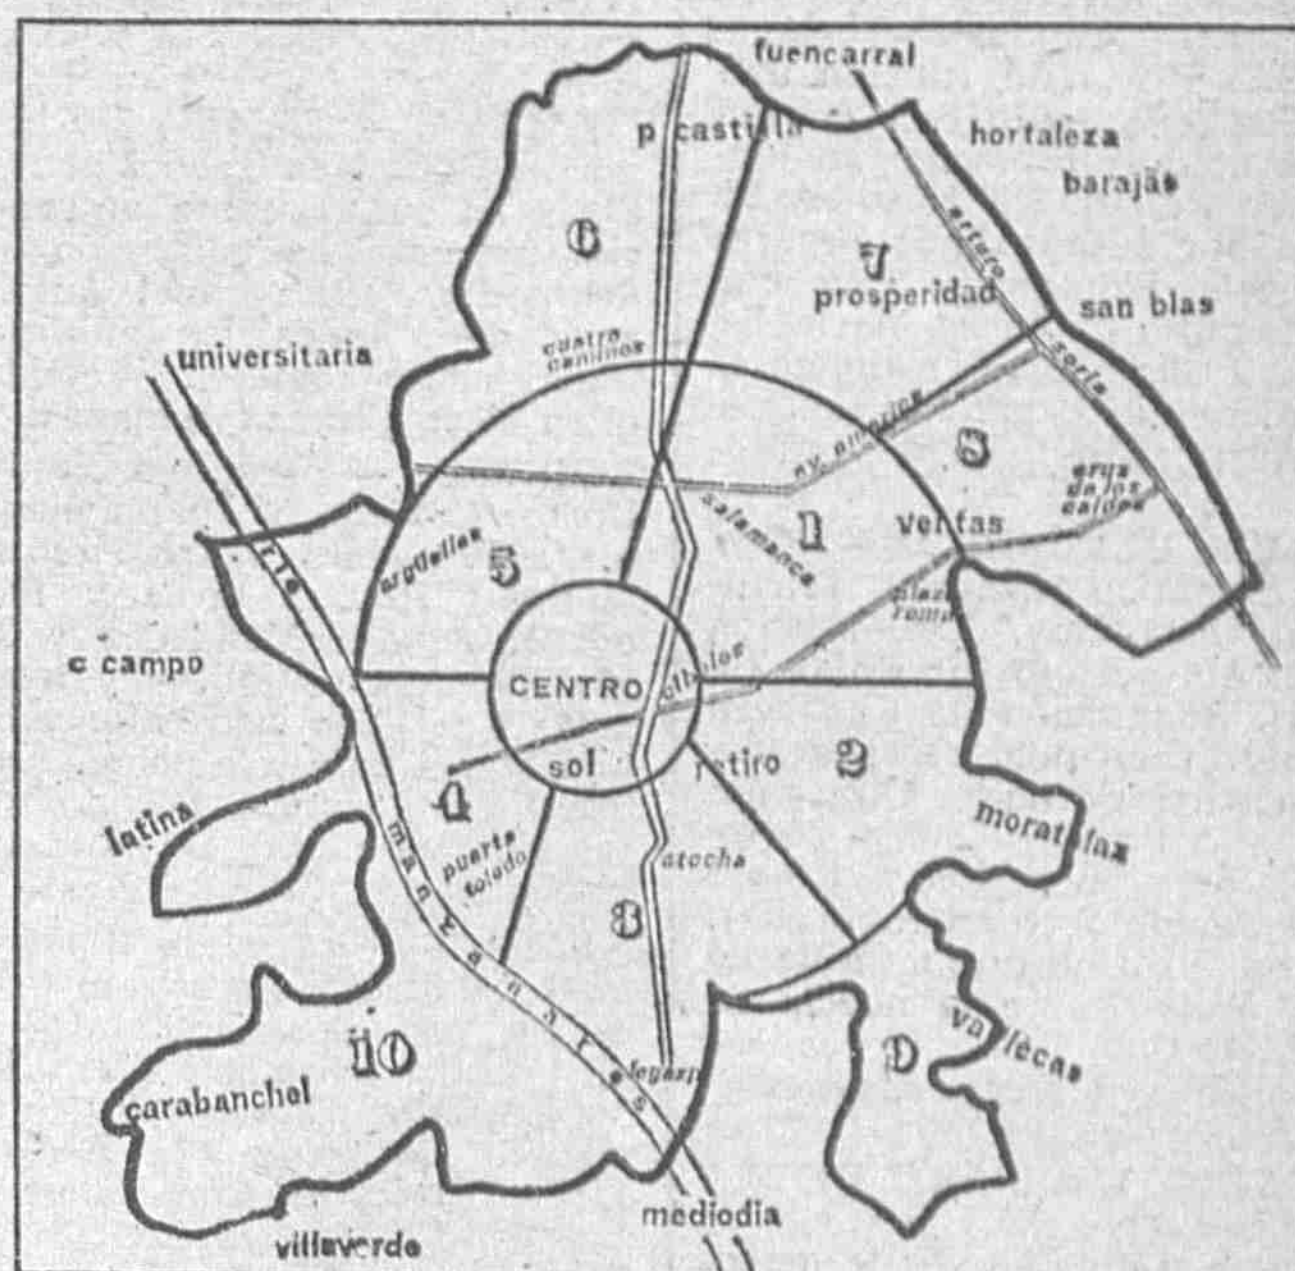 fuencarral
p castilla
hortaleza
barajas
6
7
arturo
prosperidad
san blas
cuatro
caminos
universitaria
soria
av. america
8
cruz
de los
caidos
salamanca
1
ventas
rio
argüelles
5
plaza
roma
c campo
CENTRO
cibeles
sol
retiro
2
4
latina
puerta
toledo
moratalaz
atocha
3
manzanares
10
vallecas
9
legazpi
carabanchel
mediodia
villaverde